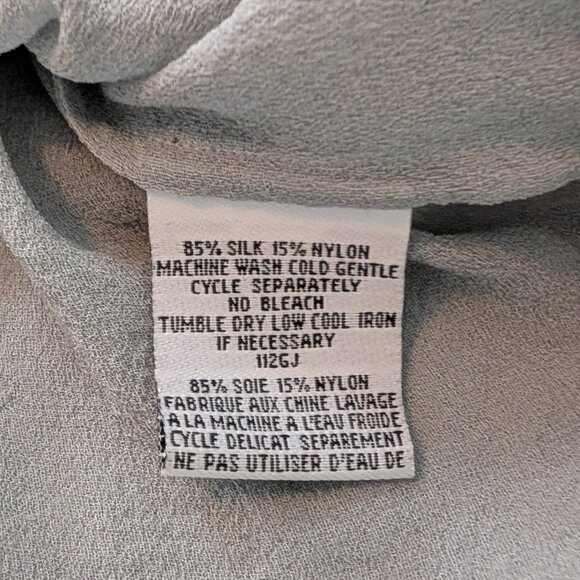 85% SILK 15% NYLON
MACHINE WASH COLD GENTLE
CYCLE SEPARATELY
NO BLEACH
TUMBLE DRY LOW COOL IRON
IF NECESSARY
112GJ
85% SOIE 15% NYLON
FABRIQUE AUX CHINE LAVAGE
A LA MACHINE A L'EAU FROIDE
CYCLE DELICAT SEPAREMENT
NE PAS UTILISER D'EAU DE